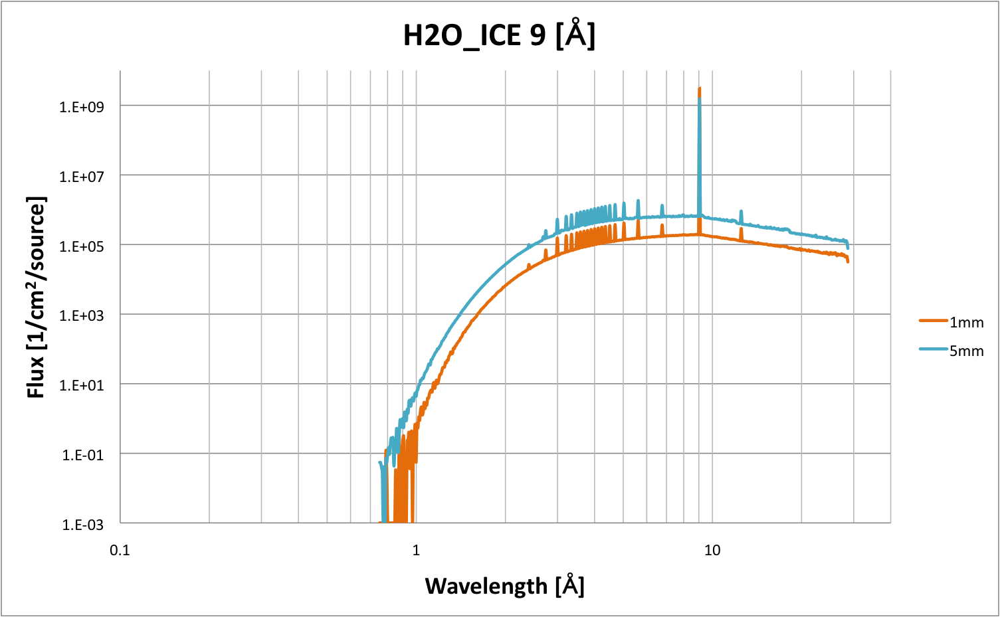 H2O_ICE 9 [Å]
1.E+09
1.E+07
1.E+05
1.E+03
1.E+01
1.E-01
1.E-03
0.1
1
10
Flux [1/cm²/source]
Wavelength [Å]
1mm
5mm